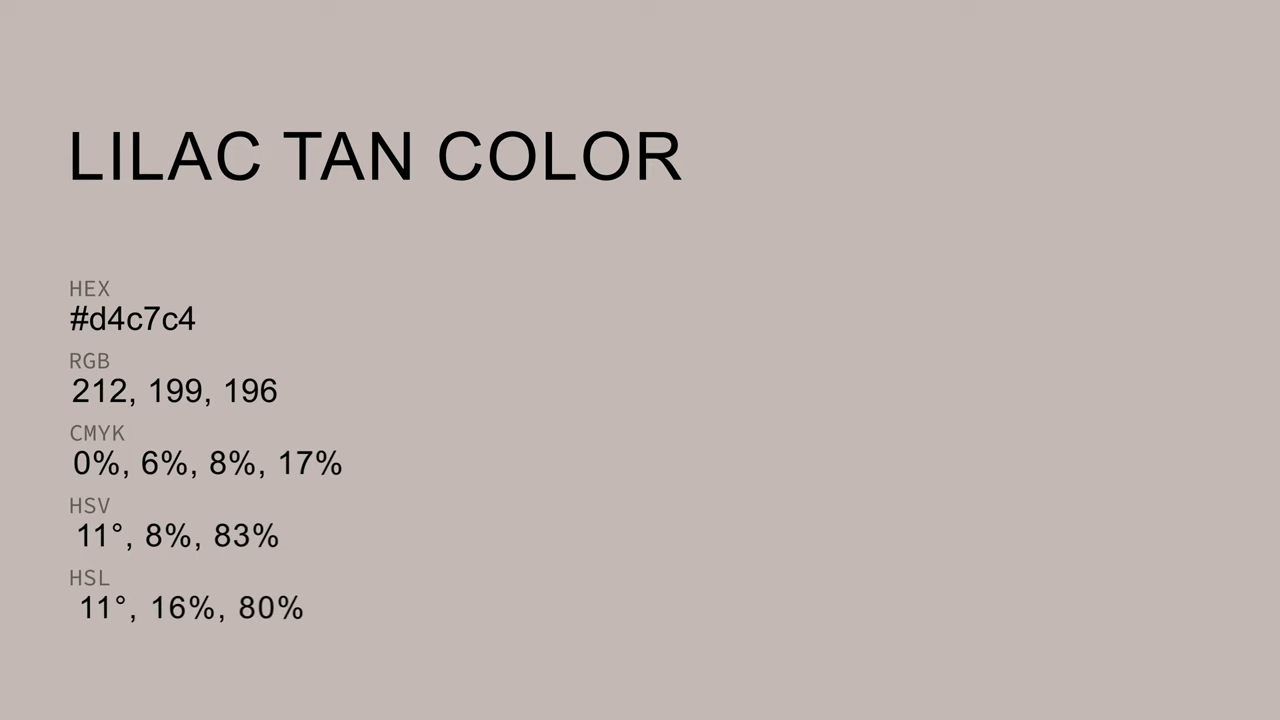 LILAC TAN COLOR
HEX
#d4c7c4
RGB
212, 199, 196
CMYK
0%, 6%, 8%, 17%
HSV
11°, 8%, 83%
HSL
11°, 16%, 80%